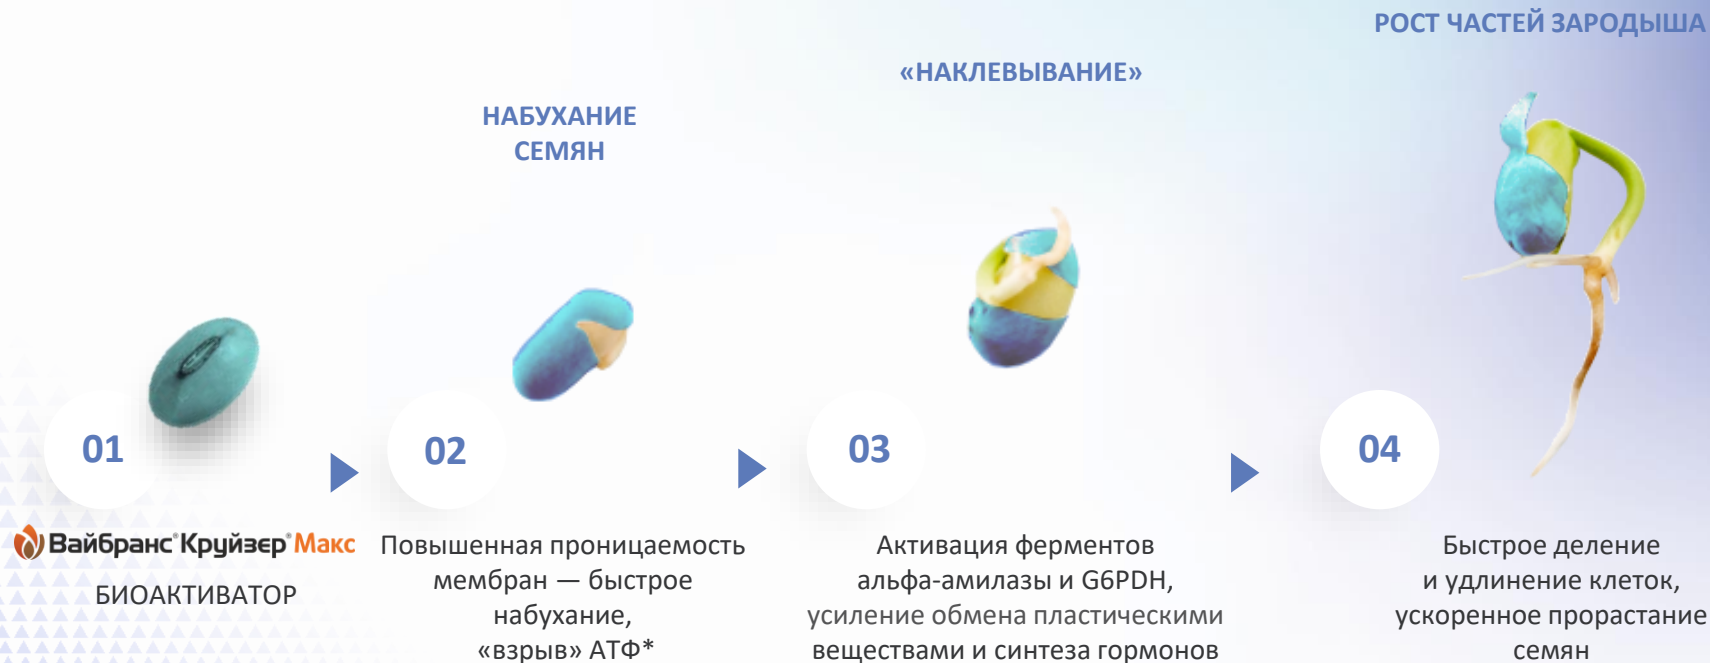 РОСТ ЧАСТЕЙ ЗАРОДЫША
«НАКЛЕВЫВАНИЕ»
НАБУХАНИЕ
СЕМЯН
01
Вайбранс® Круйзер® Макс
БИОАКТИВАТОР
02
Повышенная проницаемость
мембран — быстрое
набухание,
«взрыв» АТФ*
03
Активация ферментов
альфа-амилазы и G6PDH,
усиление обмена пластическими
веществами и синтеза гормонов
04
Быстрое деление
и удлинение клеток,
ускоренное прорастание
семян